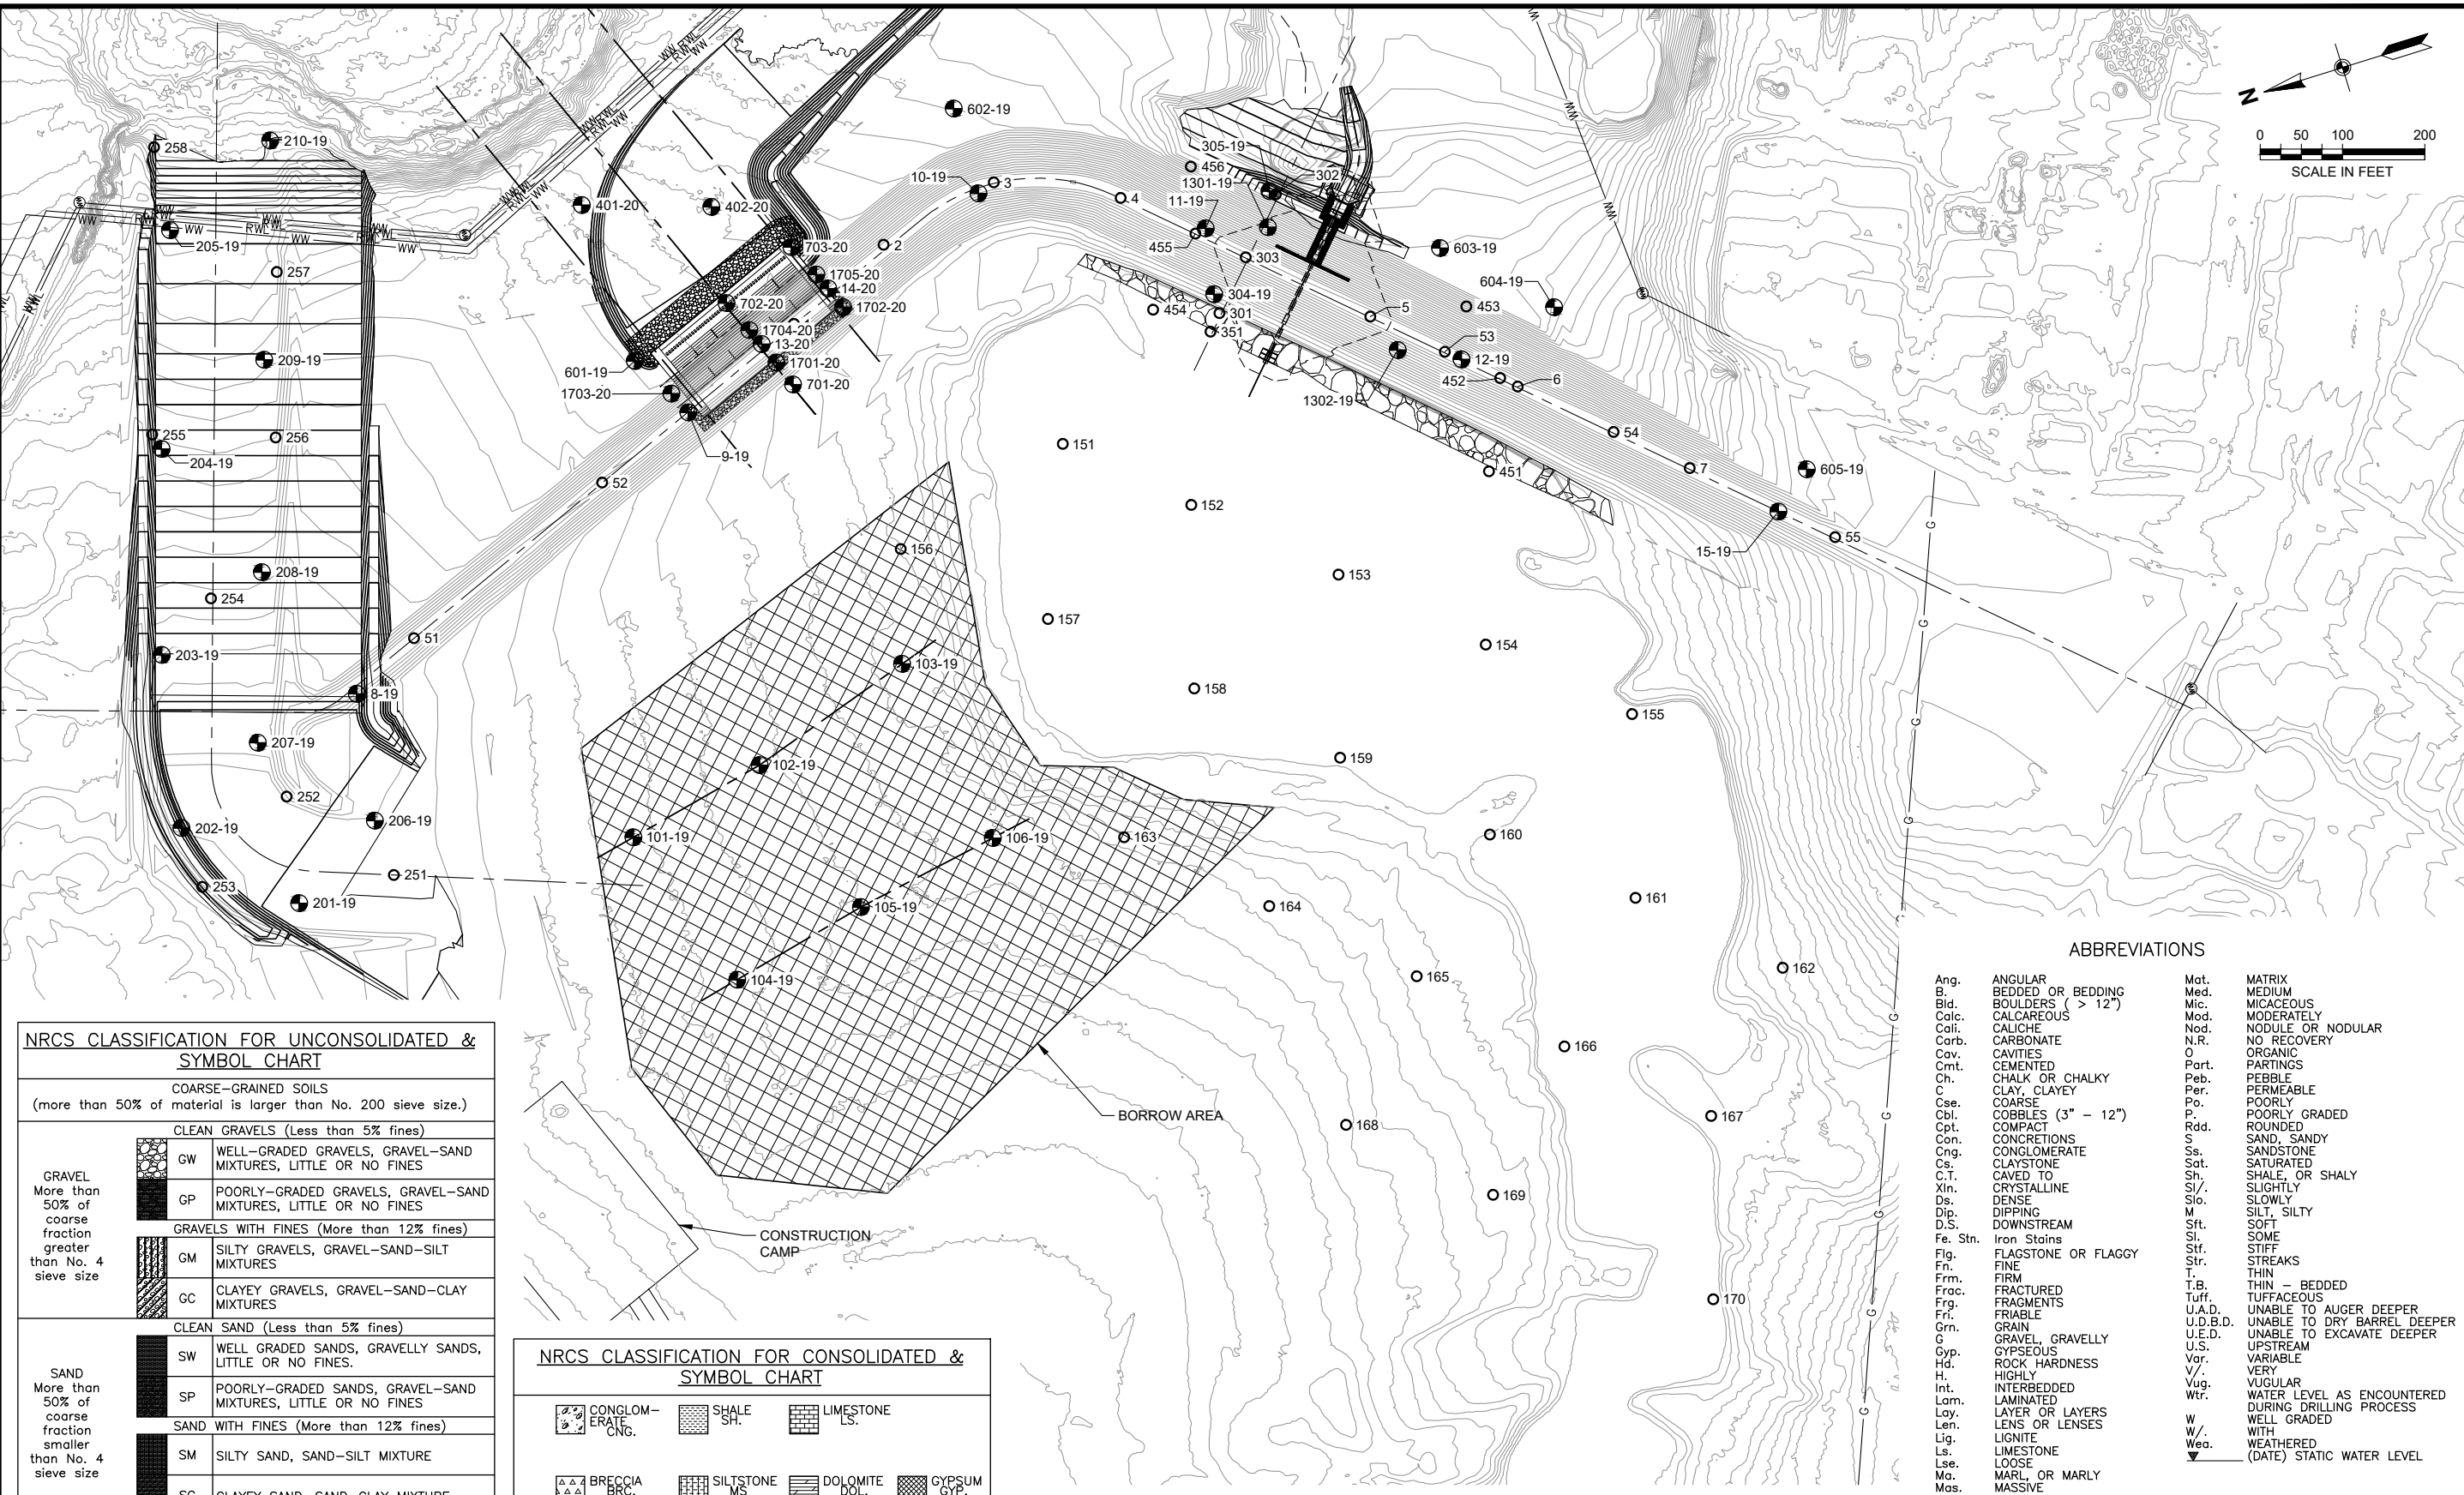 258
210-19
205-19
257
209-19
255
256
204-19
208-19
254
203-19
8-19
207-19
252
202-19
206-19
251
253
201-19
WW
RWL
WW
RWL
WW
WW
RWL
WW
RWL
WW
401-20
402-20
602-19
10-19
3
2
4
703-20
1705-20
14-20
702-20
1702-20
1704-20
13-20
1701-20
701-20
601-19
1703-20
9-19
52
51
305-19
456
1301-19
302
11-19
455
303
304-19
454
301
351
5
603-19
604-19
453
53
12-19
452
6
1302-19
54
451
7
605-19
15-19
55
151
152
153
154
155
156
157
158
159
160
161
162
163
164
165
166
167
168
169
170
103-19
102-19
101-19
106-19
105-19
104-19
BORROW AREA
CONSTRUCTION
CAMP
WW
WW
WW
G
G
G
G
G
G
G
G
G
G
N
0 50 100 200
SCALE IN FEET
NRCS CLASSIFICATION FOR UNCONSOLIDATED &
SYMBOL CHART
COARSE-GRAINED SOILS
(more than 50% of material is larger than No. 200 sieve size.)
CLEAN GRAVELS (Less than 5% fines)
GRAVEL
More than
50% of
coarse
fraction
greater
than No. 4
sieve size
GW WELL-GRADED GRAVELS, GRAVEL-SAND
MIXTURES, LITTLE OR NO FINES
GP POORLY-GRADED GRAVELS, GRAVEL-SAND
MIXTURES, LITTLE OR NO FINES
GRAVELS WITH FINES (More than 12% fines)
GM SILTY GRAVELS, GRAVEL-SAND-SILT
MIXTURES
GC CLAYEY GRAVELS, GRAVEL-SAND-CLAY
MIXTURES
CLEAN SAND (Less than 5% fines)
SAND
More than
50% of
coarse
fraction
smaller
than No. 4
sieve size
SW WELL GRADED SANDS, GRAVELLY SANDS,
LITTLE OR NO FINES.
SP POORLY-GRADED SANDS, GRAVEL-SAND
MIXTURES, LITTLE OR NO FINES
SAND WITH FINES (More than 12% fines)
SM SILTY SAND, SAND-SILT MIXTURE
SC CLAYEY SAND, SAND-CLAY MIXTURE
NRCS CLASSIFICATION FOR CONSOLIDATED &
SYMBOL CHART
CONGLOM-
ERATE
CNG.
SHALE
SH.
LIMESTONE
LS.
BRECCIA
BRC.
SILTSTONE
MS
DOLOMITE
DOL.
GYPSUM
GYP.
ABBREVIATIONS
Ang. ANGULAR
B. BEDDED OR BEDDING
Bld. BOULDERS ( > 12")
Calc. CALCAREOUS
Cali. CALICHE
Carb. CARBONATE
Cav. CAVITIES
Cmt. CEMENTED
Ch. CHALK OR CHALKY
C CLAY, CLAYEY
Cse. COARSE
Cbl. COBBLES (3" - 12")
Cpt. COMPACT
Con. CONCRETIONS
Cng. CONGLOMERATE
Cs. CLAYSTONE
C.T. CAVED TO
Xln. CRYSTALLINE
Ds. DENSE
Dip. DIPPING
D.S. DOWNSTREAM
Fe. Stn. Iron Stains
Flg. FLAGSTONE OR FLAGGY
Fn. FINE
Frm. FIRM
Frac. FRACTURED
Frg. FRAGMENTS
Fri. FRIABLE
Grn. GRAIN
G GRAVEL, GRAVELLY
Gyp. GYPSEOUS
Hd. ROCK HARDNESS
H. HIGHLY
Int. INTERBEDDED
Lam. LAMINATED
Lay. LAYER OR LAYERS
Len. LENS OR LENSES
Lig. LIGNITE
Ls. LIMESTONE
Lse. LOOSE
Ma. MARL, OR MARLY
Mas. MASSIVE
Mat. MATRIX
Med. MEDIUM
Mic. MICACEOUS
Mod. MODERATELY
Nod. NODULE OR NODULAR
N.R. NO RECOVERY
O ORGANIC
Part. PARTINGS
Peb. PEBBLE
Per. PERMEABLE
Po. POORLY
P. POORLY GRADED
Rdd. ROUNDED
S SAND, SANDY
Ss. SANDSTONE
Sat. SATURATED
Sh. SHALE, OR SHALY
Sl/. SLIGHTLY
Slo. SLOWLY
M SILT, SILTY
Sft. SOFT
Sl. SOME
Stf. STIFF
Str. STREAKS
T. THIN
T.B. THIN - BEDDED
Tuff. TUFFACEOUS
U.A.D. UNABLE TO AUGER DEEPER
U.D.B.D. UNABLE TO DRY BARREL DEEPER
U.E.D. UNABLE TO EXCAVATE DEEPER
U.S. UPSTREAM
Var. VARIABLE
V/. VERY
Vug. VUGULAR
Wtr. WATER LEVEL AS ENCOUNTERED
DURING DRILLING PROCESS
W WELL GRADED
W/. WITH
Wea. WEATHERED
(DATE) STATIC WATER LEVEL